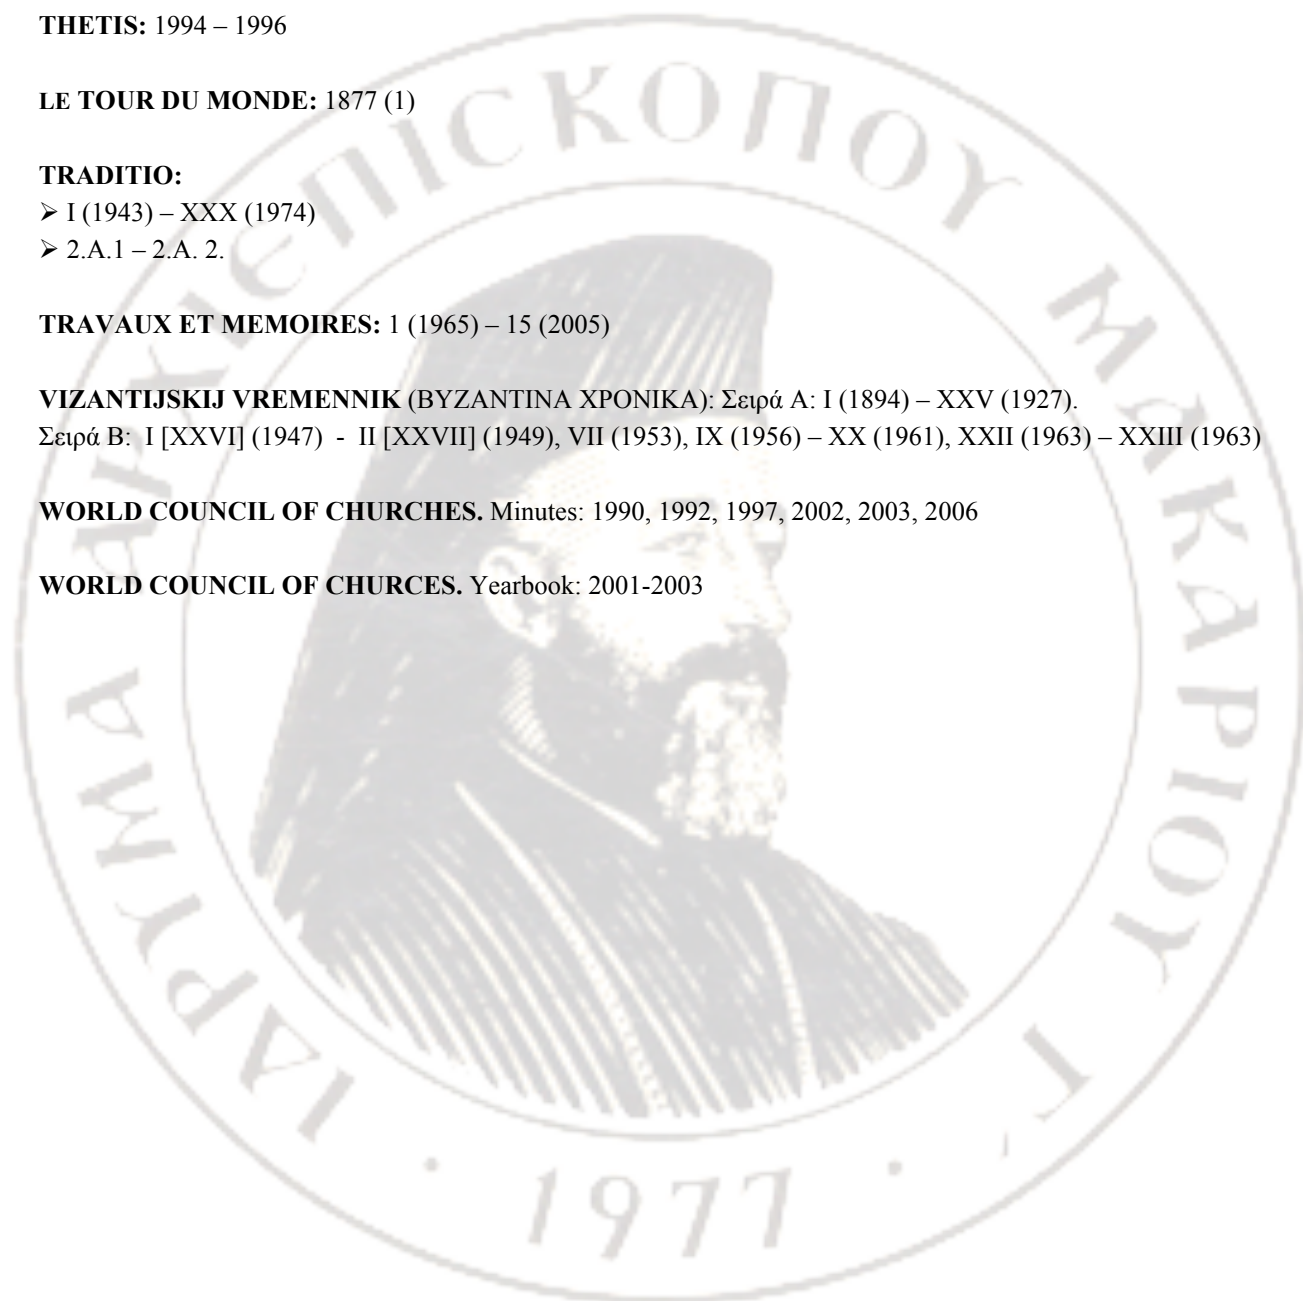 THETIS: 1994 – 1996
LE TOUR DU MONDE: 1877 (1)
TRADITIO:
➢ I (1943) – XXX (1974)
➢ 2.A.1 – 2.A. 2.
TRAVAUX ET MEMOIRES: 1 (1965) – 15 (2005)
VIZANTIJSKIJ VREMENNIK (ΒΥΖΑΝΤΙΝΑ ΧΡΟΝΙΚΑ): Σειρά Α: I (1894) – XXV (1927).
Σειρά Β: I [XXVI] (1947) - II [XXVII] (1949), VII (1953), IX (1956) – XX (1961), XXII (1963) – XXIII (1963)
WORLD COUNCIL OF CHURCHES. Minutes: 1990, 1992, 1997, 2002, 2003, 2006
WORLD COUNCIL OF CHURCES. Yearbook: 2001-2003
ΙΔΡΥΜΑ ΑΡΧΙΕΠΙCΚΟΠΟΥ ΜΑΚΑΡΙΟΥ Γ΄
· 1977 ·